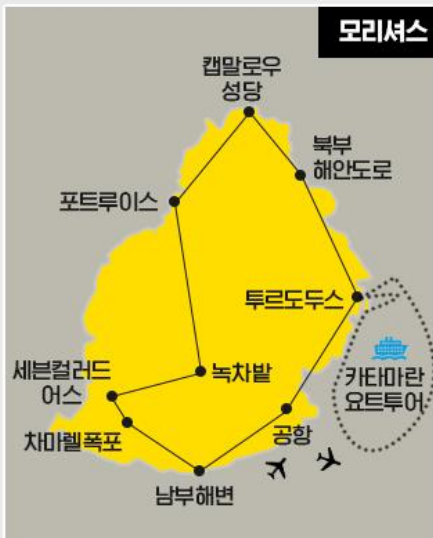 모리셔스
캡말로우
성당
북부
해안도로
포트루이스
투르도두스
카타마란
요트투어
녹차밭
세븐컬러드
어스
차마렐폭포
공항
남부해변